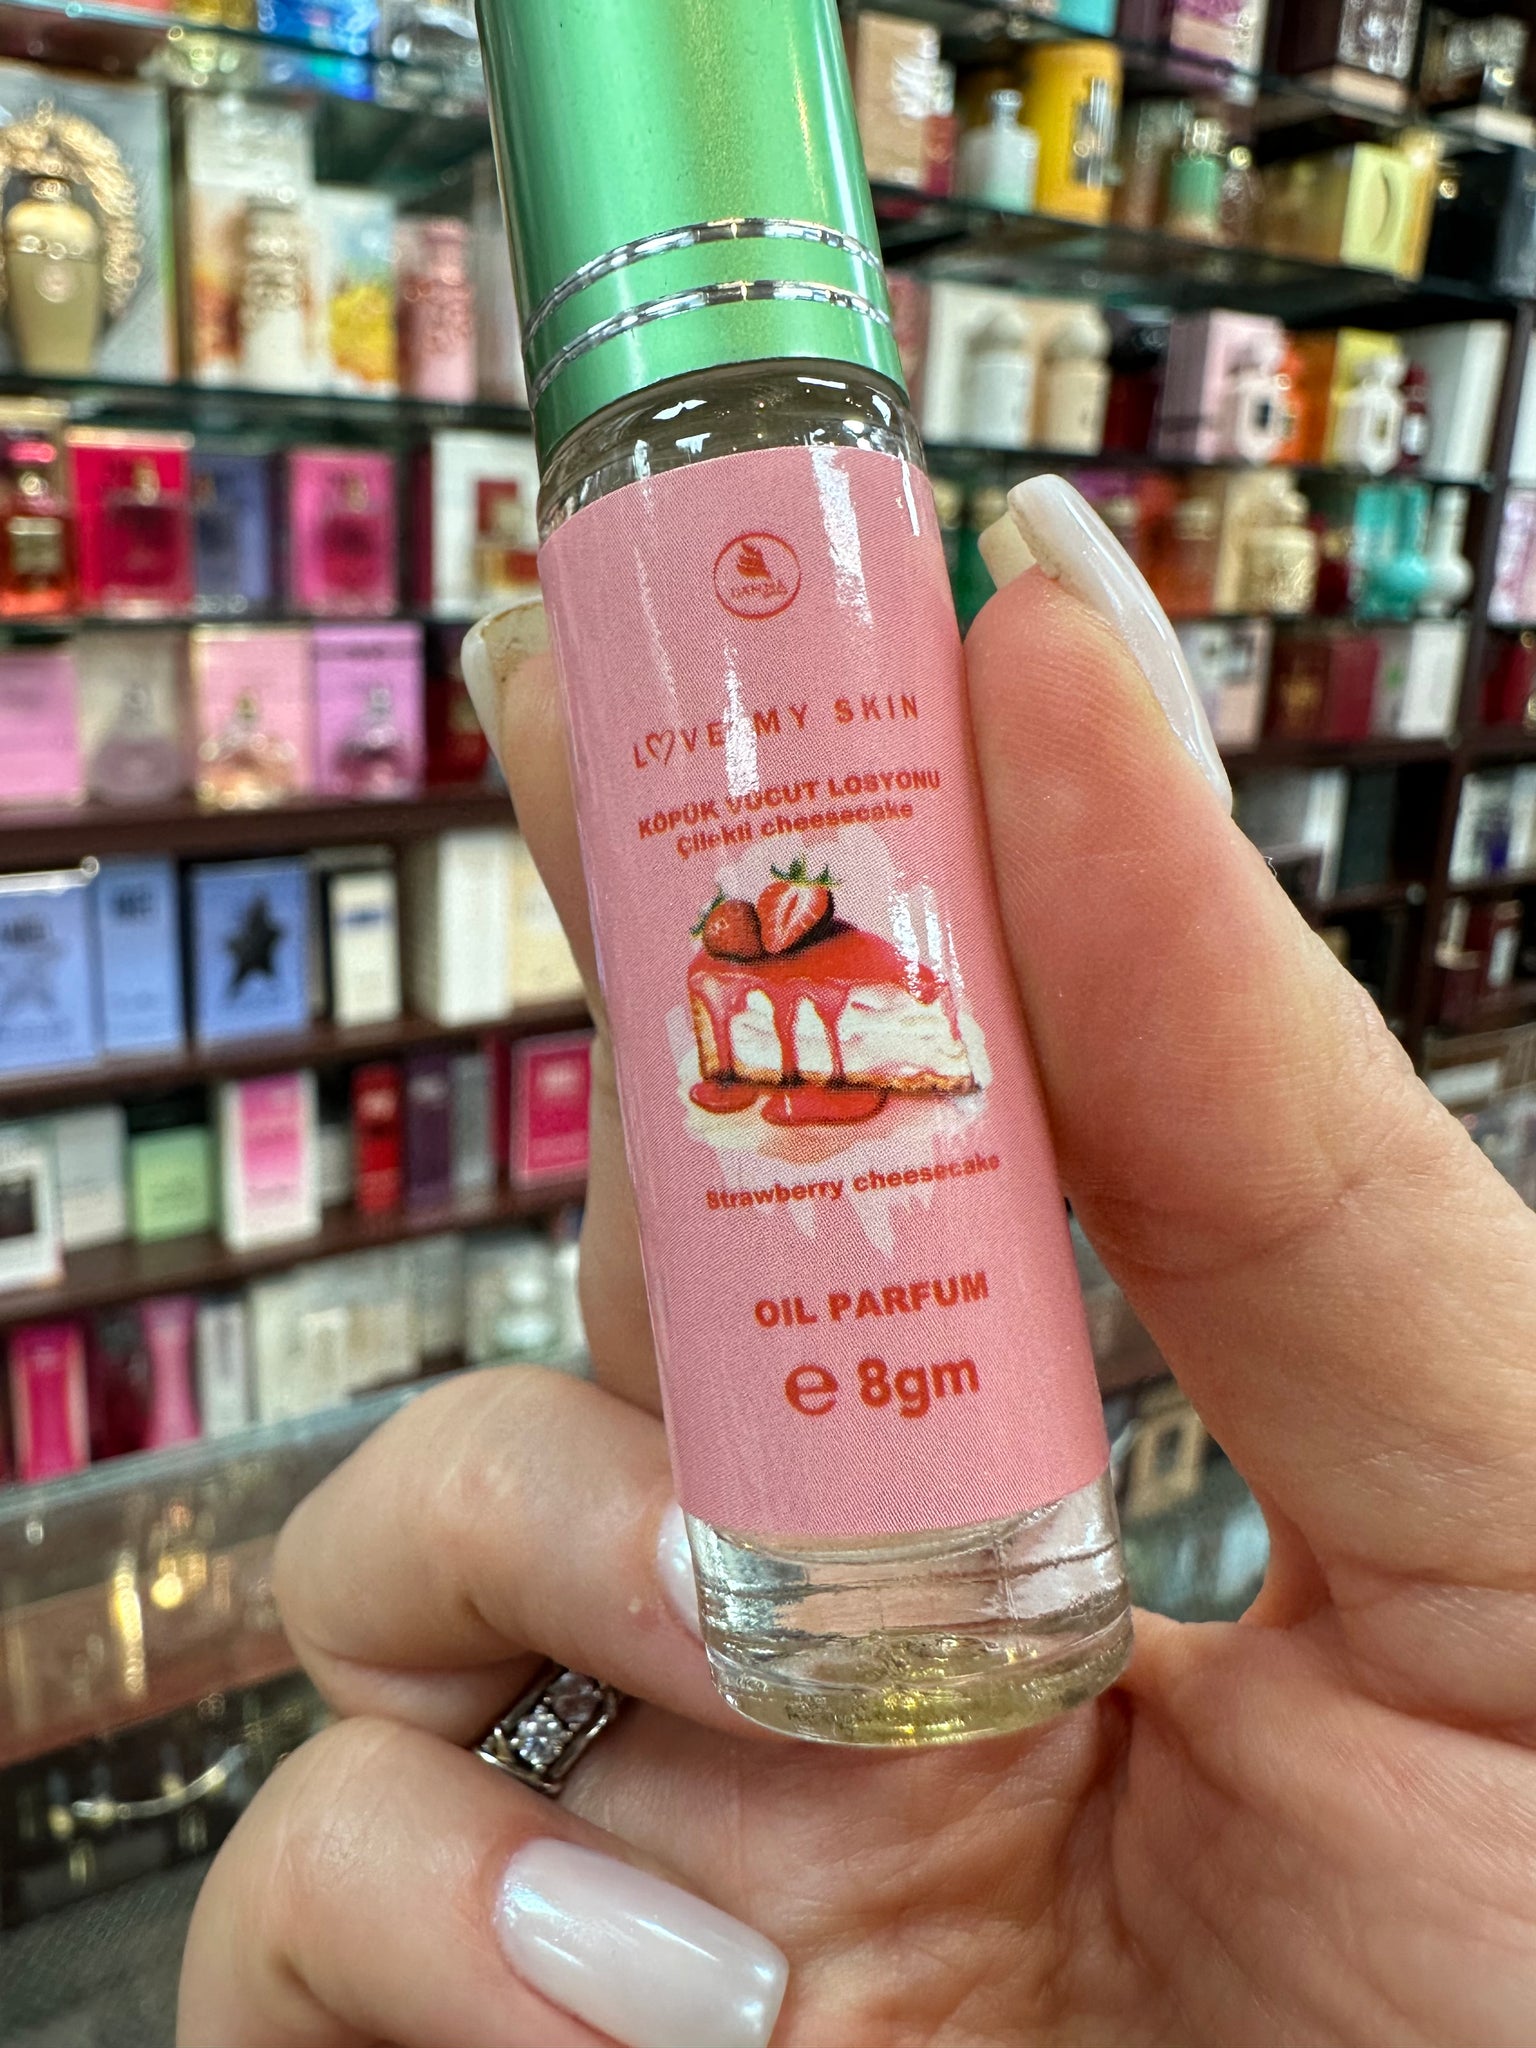 LOVE MY SKIN
KÖPÜK VÜCUT LOSYONU
Çilekli cheesecake
Strawberry cheesecake
OIL PARFUM
℮ 8gm